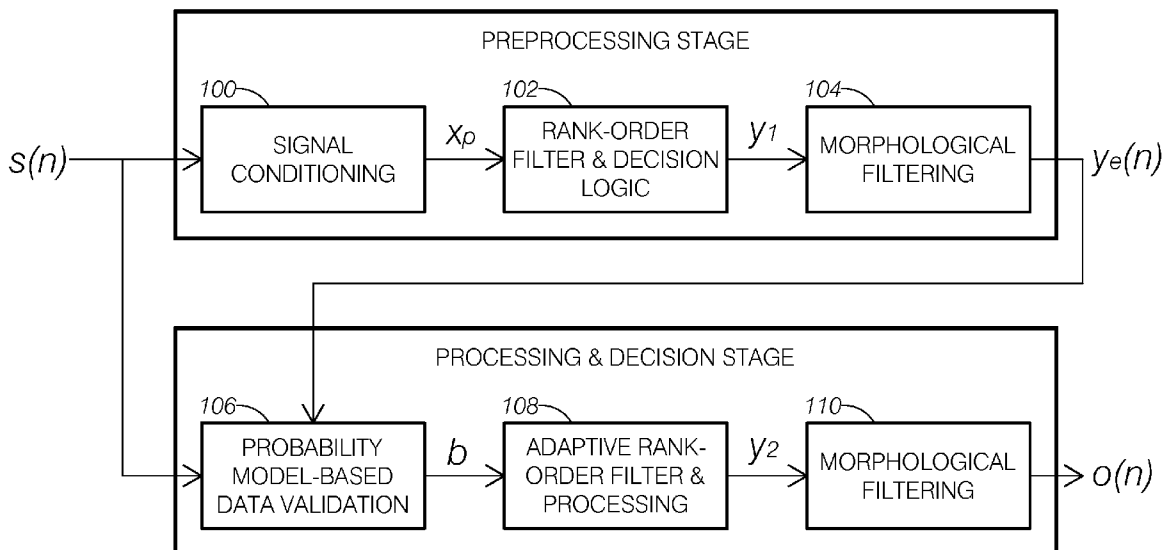 PREPROCESSING STAGE
100
102
104
s(n)
SIGNAL
CONDITIONING
xp
RANK-ORDER
FILTER & DECISION
LOGIC
y1
MORPHOLOGICAL
FILTERING
ye(n)
PROCESSING & DECISION STAGE
106
108
110
PROBABILITY
MODEL-BASED
DATA VALIDATION
b
ADAPTIVE RANK-
ORDER FILTER &
PROCESSING
y2
MORPHOLOGICAL
FILTERING
o(n)